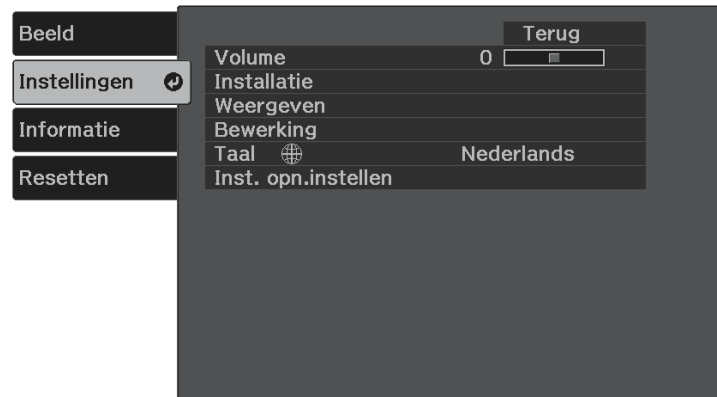 Beeld
Instellingen
Informatie
Resetten
Terug
Volume 0
Installatie
Weergeven
Bewerking
Taal Nederlands
Inst. opn.instellen